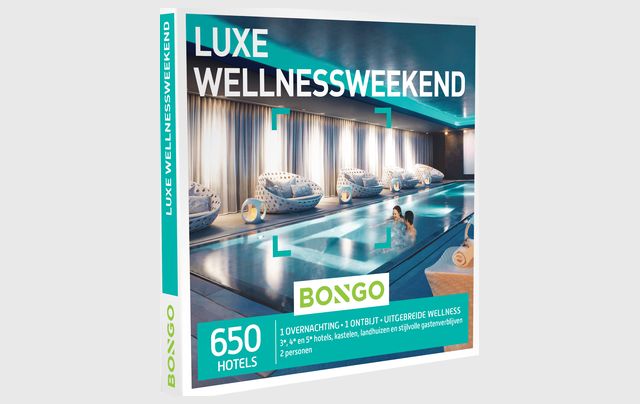 LUXE WELLNESSWEEKEND
BONGO
LUXE
WELLNESSWEEKEND
BONGO
650
HOTELS
1 OVERNACHTING • 1 ONTBIJT • UITGEBREIDE WELLNESS
3*, 4* en 5* hotels, kastelen, landhuizen en stijlvolle gastenverblijven
2 personen